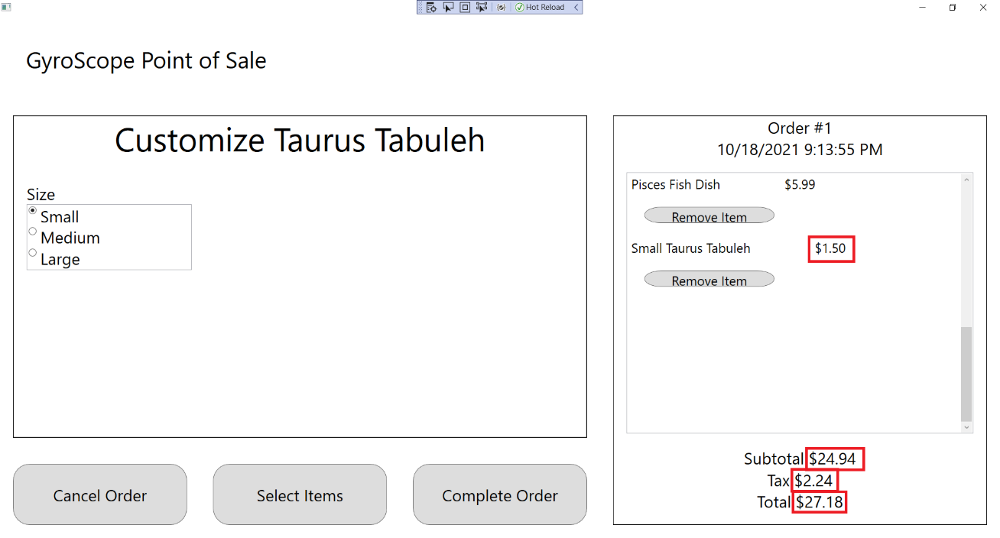 Hot Reload
GyroScope Point of Sale
Customize Taurus Tabuleh
Size
Small
Medium
Large
Cancel Order
Select Items
Complete Order
Order #1
10/18/2021 9:13:55 PM
Pisces Fish Dish $5.99
Remove Item
Small Taurus Tabuleh $1.50
Remove Item
Subtotal $24.94
Tax $2.24
Total $27.18